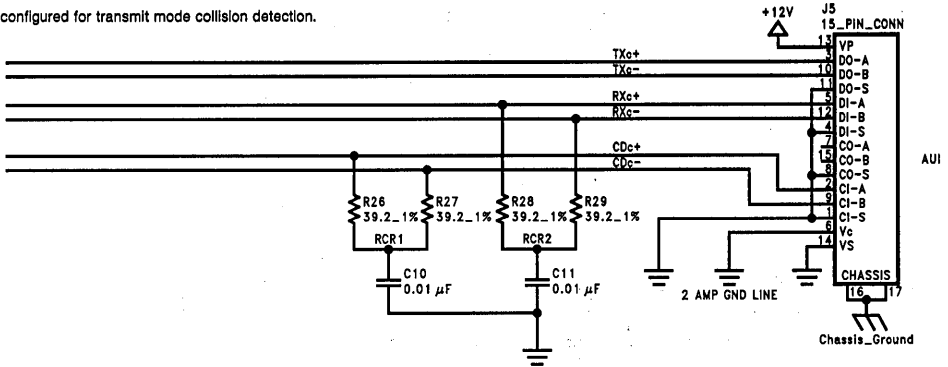 configured for transmit mode collision detection.
+12V
J5
15_PIN_CONN
13 VP
TXc+
3 DO-A
TXc-
10 DO-B
11 DO-S
RXc+
5 DI-A
RXc-
12 DI-B
4 DI-S
7 CO-A
15 CO-B
AUI
CDc+
8 CO-S
CDc-
2 CI-A
9 CI-B
R26
39.2_1%
R27
39.2_1%
R28
39.2_1%
R29
39.2_1%
1 CI-S
6 Vc
14 VS
RCR1
RCR2
C10
0.01 µF
C11
0.01 µF
CHASSIS
2 AMP GND LINE
16 17
Chassis_Ground